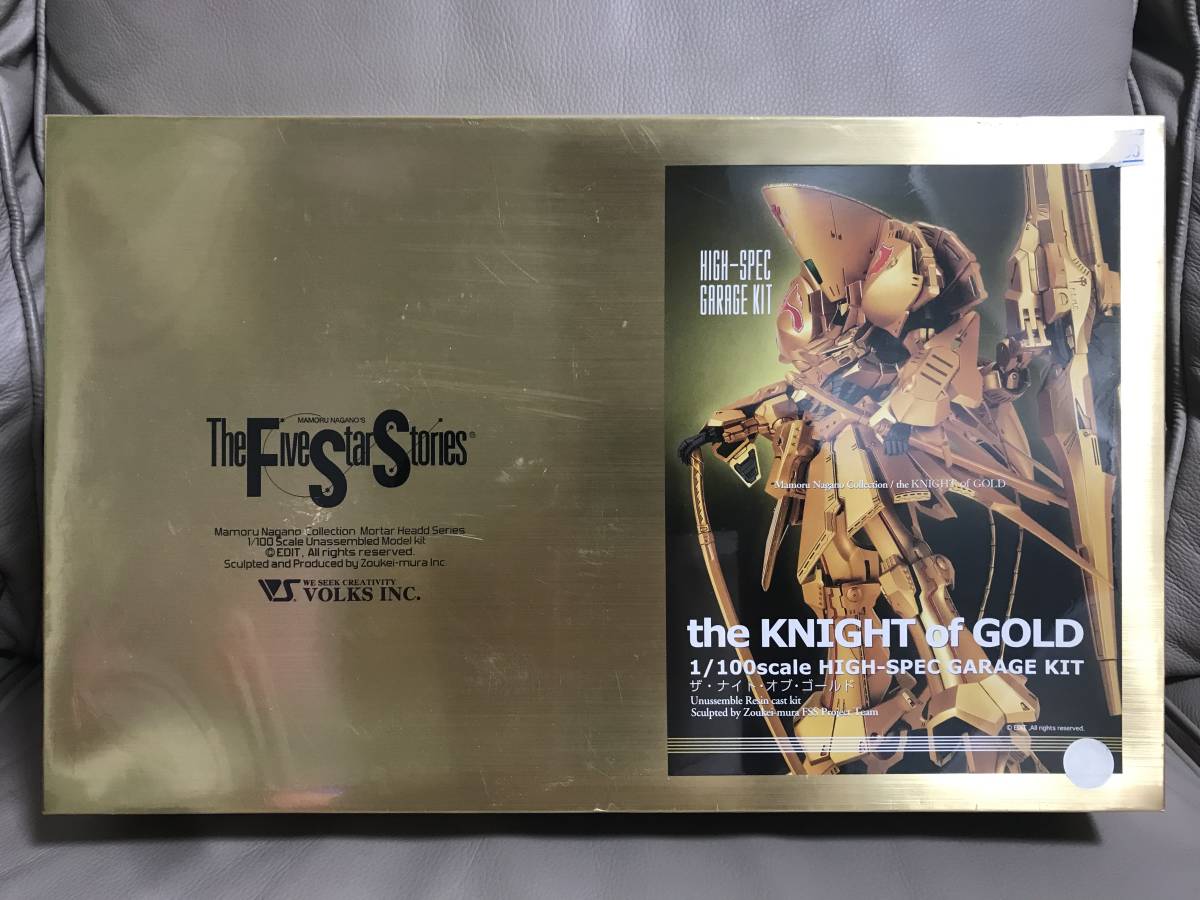 MAMORU NAGANO'S
The Five Star Stories®
Mamoru Nagano Collection Mortar Headd Series
1/100 Scale Unassembled Model kit
© EDIT, All rights reserved.
Sculpted and Produced by Zoukei-mura Inc.
VS. WE SEEK CREATIVITY
VOLKS INC.
HIGH-SPEC
GARAGE KIT
Mamoru Nagano Collection / the KNIGHT of GOLD
the KNIGHT of GOLD
1/100scale HIGH-SPEC GARAGE KIT
ザ・ナイト・オブ・ゴールド
Unussemble Resin cast kit
Sculpted by Zoukei-mura FSS Project Team
© EDIT ,All rights reserved.